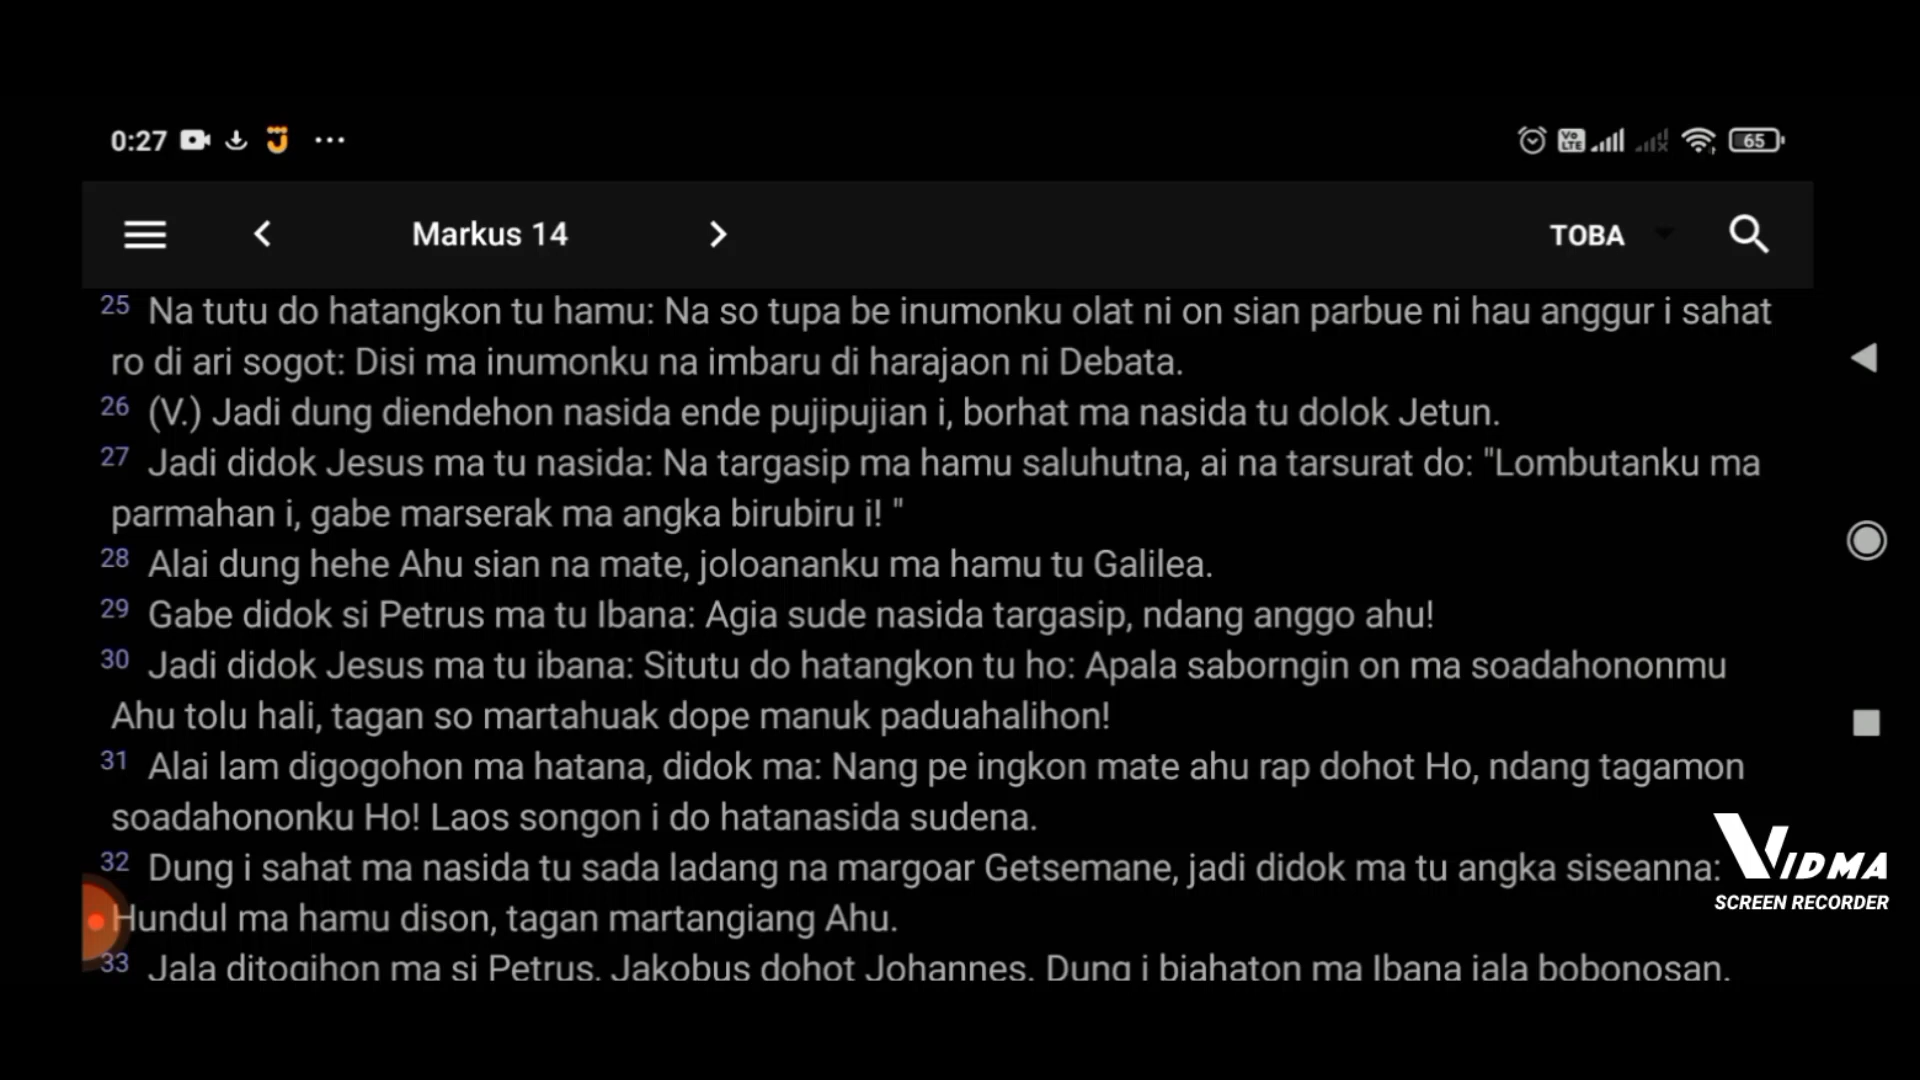 0:27
65
Markus 14
TOBA
25 Na tutu do hatangkon tu hamu: Na so tupa be inumonku olat ni on sian parbue ni hau anggur i sahat
ro di ari sogot: Disi ma inumonku na imbaru di harajaon ni Debata.
26 (V.) Jadi dung diendehon nasida ende pujipujian i, borhat ma nasida tu dolok Jetun.
27 Jadi didok Jesus ma tu nasida: Na targasip ma hamu saluhutna, ai na tarsurat do: "Lombutanku ma
parmahan i, gabe marserak ma angka birubiru i! "
28 Alai dung hehe Ahu sian na mate, joloananku ma hamu tu Galilea.
29 Gabe didok si Petrus ma tu Ibana: Agia sude nasida targasip, ndang anggo ahu!
30 Jadi didok Jesus ma tu ibana: Situtu do hatangkon tu ho: Apala saborngin on ma soadahononmu
Ahu tolu hali, tagan so martahuak dope manuk paduahalihon!
31 Alai lam digogohon ma hatana, didok ma: Nang pe ingkon mate ahu rap dohot Ho, ndang tagamon
soadahononku Ho! Laos songon i do hatanasida sudena.
32 Dung i sahat ma nasida tu sada ladang na margoar Getsemane, jadi didok ma tu angka siseanna:
Hundul ma hamu dison, tagan martangiang Ahu.
33 Jala ditogihon ma si Petrus, Jakobus dohot Johannes. Dung i biahaton ma Ibana jala bobonosan.
VIDMA
SCREEN RECORDER